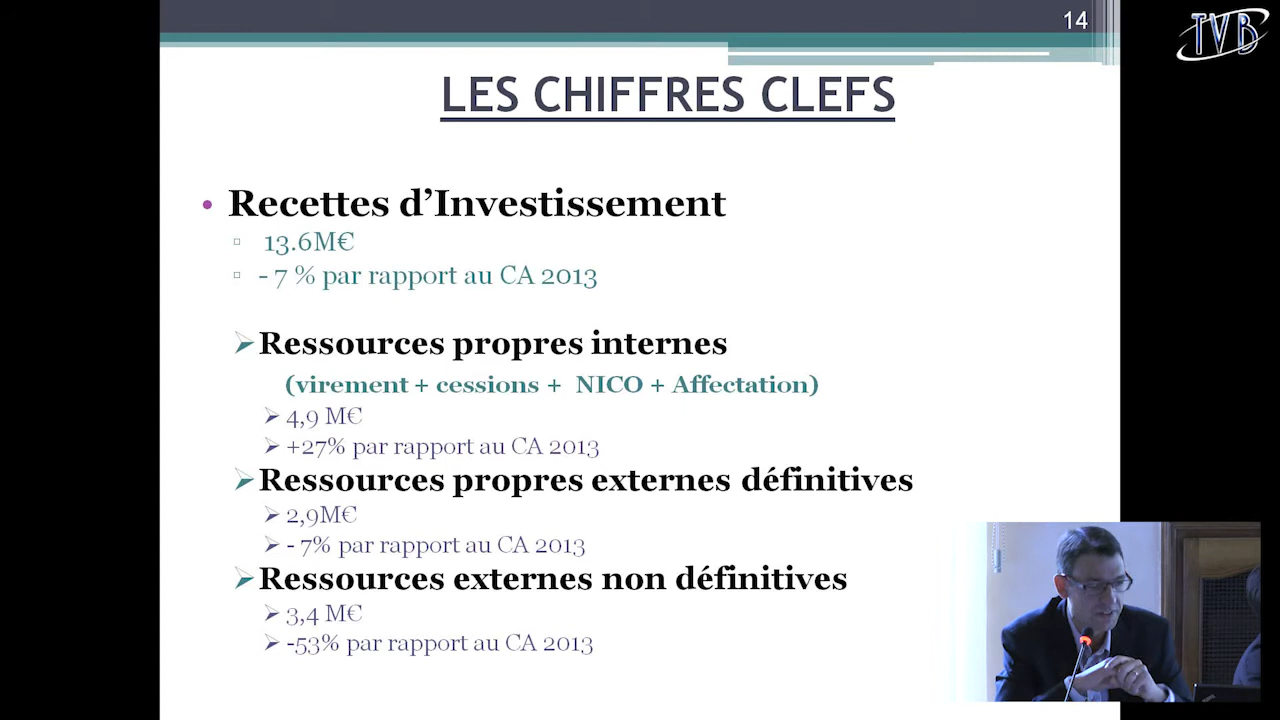 14
TVB
LES CHIFFRES CLEFS
• Recettes d'Investissement
▫ 13.6M€
▫ - 7 % par rapport au CA 2013
➢ Ressources propres internes
(virement + cessions + NICO + Affectation)
➢ 4,9 M€
➢ +27% par rapport au CA 2013
➢ Ressources propres externes définitives
➢ 2,9M€
➢ - 7% par rapport au CA 2013
➢ Ressources externes non définitives
➢ 3,4 M€
➢ -53% par rapport au CA 2013